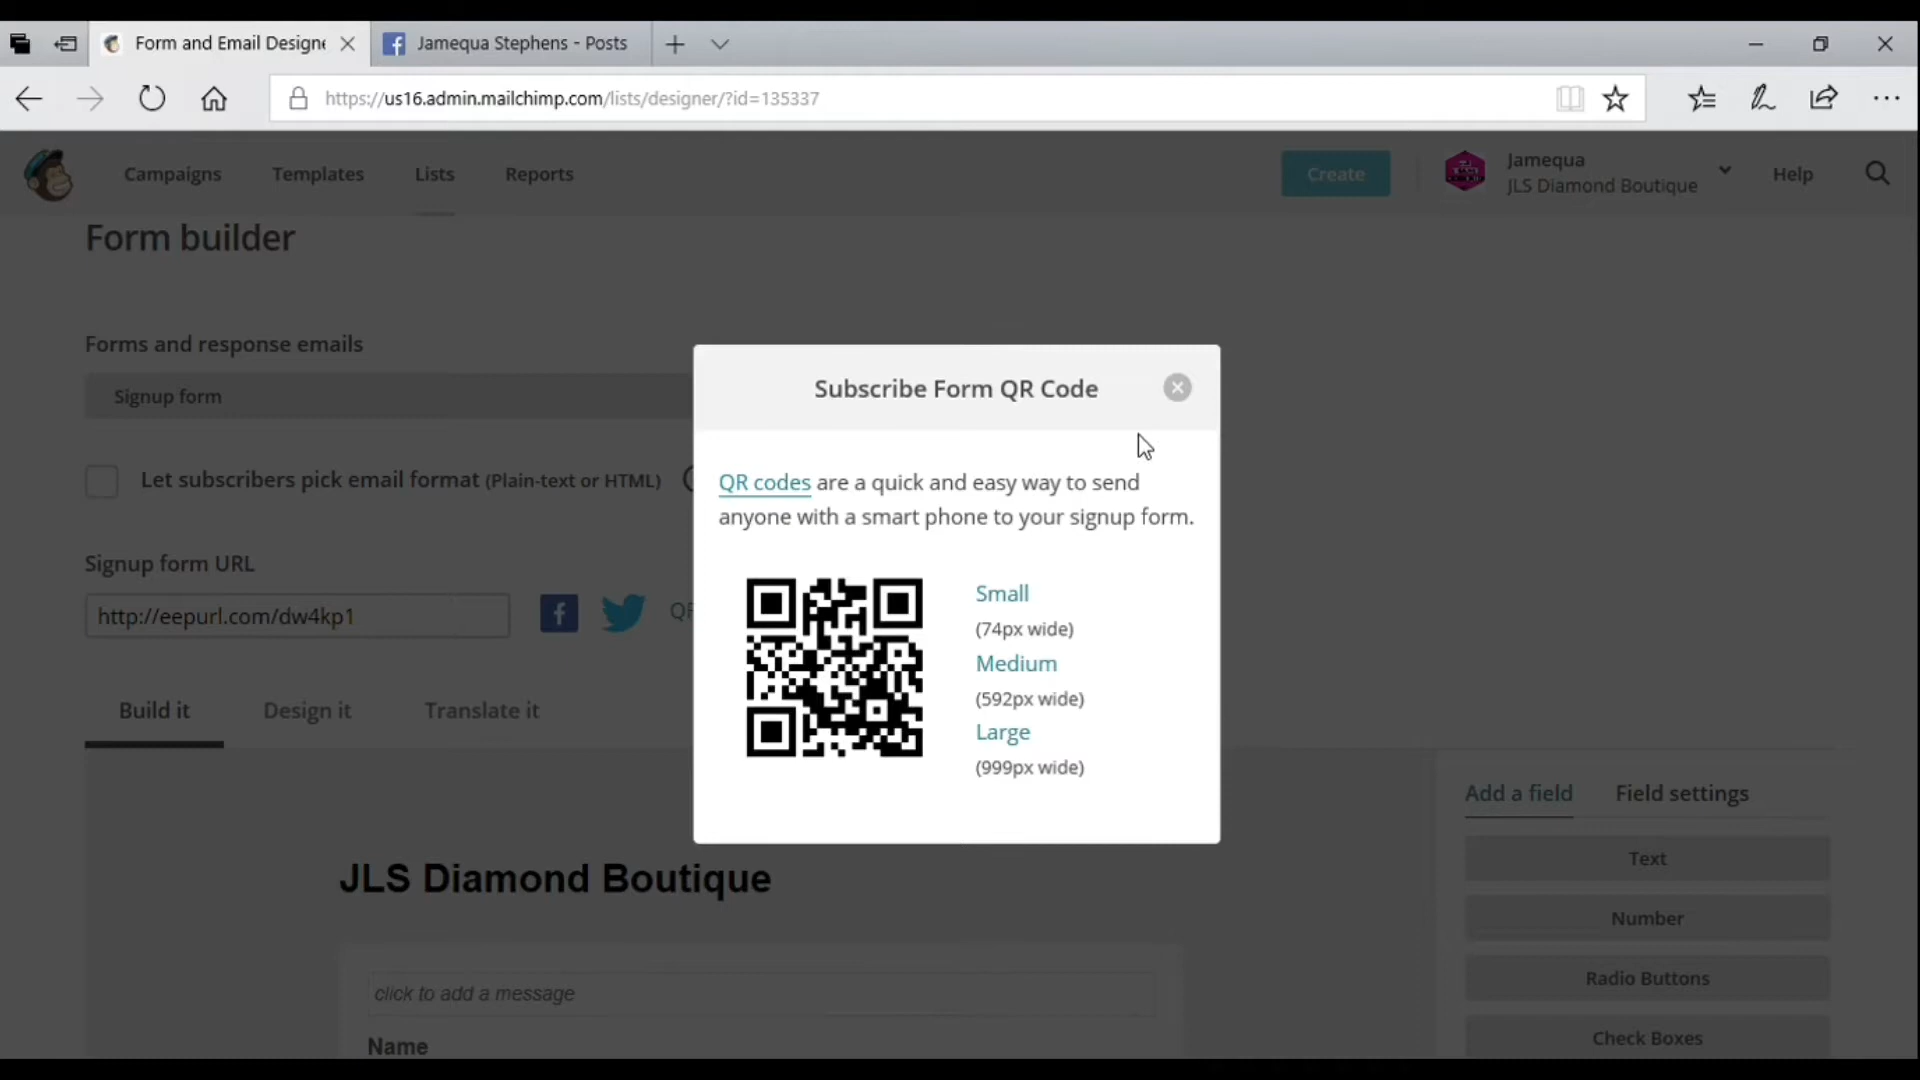 Form and Email Designe
Jamequa Stephens - Posts
https://us16.admin.mailchimp.com/lists/designer/?id=135337
Campaigns
Templates
Lists
Reports
Create
Jamequa
JLS Diamond Boutique
Help
Form builder
Forms and response emails
Signup form
Let subscribers pick email format (Plain-text or HTML)
Signup form URL
http://eepurl.com/dw4kp1
Build it
Design it
Translate it
Subscribe Form QR Code
QR codes are a quick and easy way to send
anyone with a smart phone to your signup form.
Small
(74px wide)
Medium
(592px wide)
Large
(999px wide)
Add a field
Field settings
Text
Number
Radio Buttons
Check Boxes
JLS Diamond Boutique
click to add a message
Name